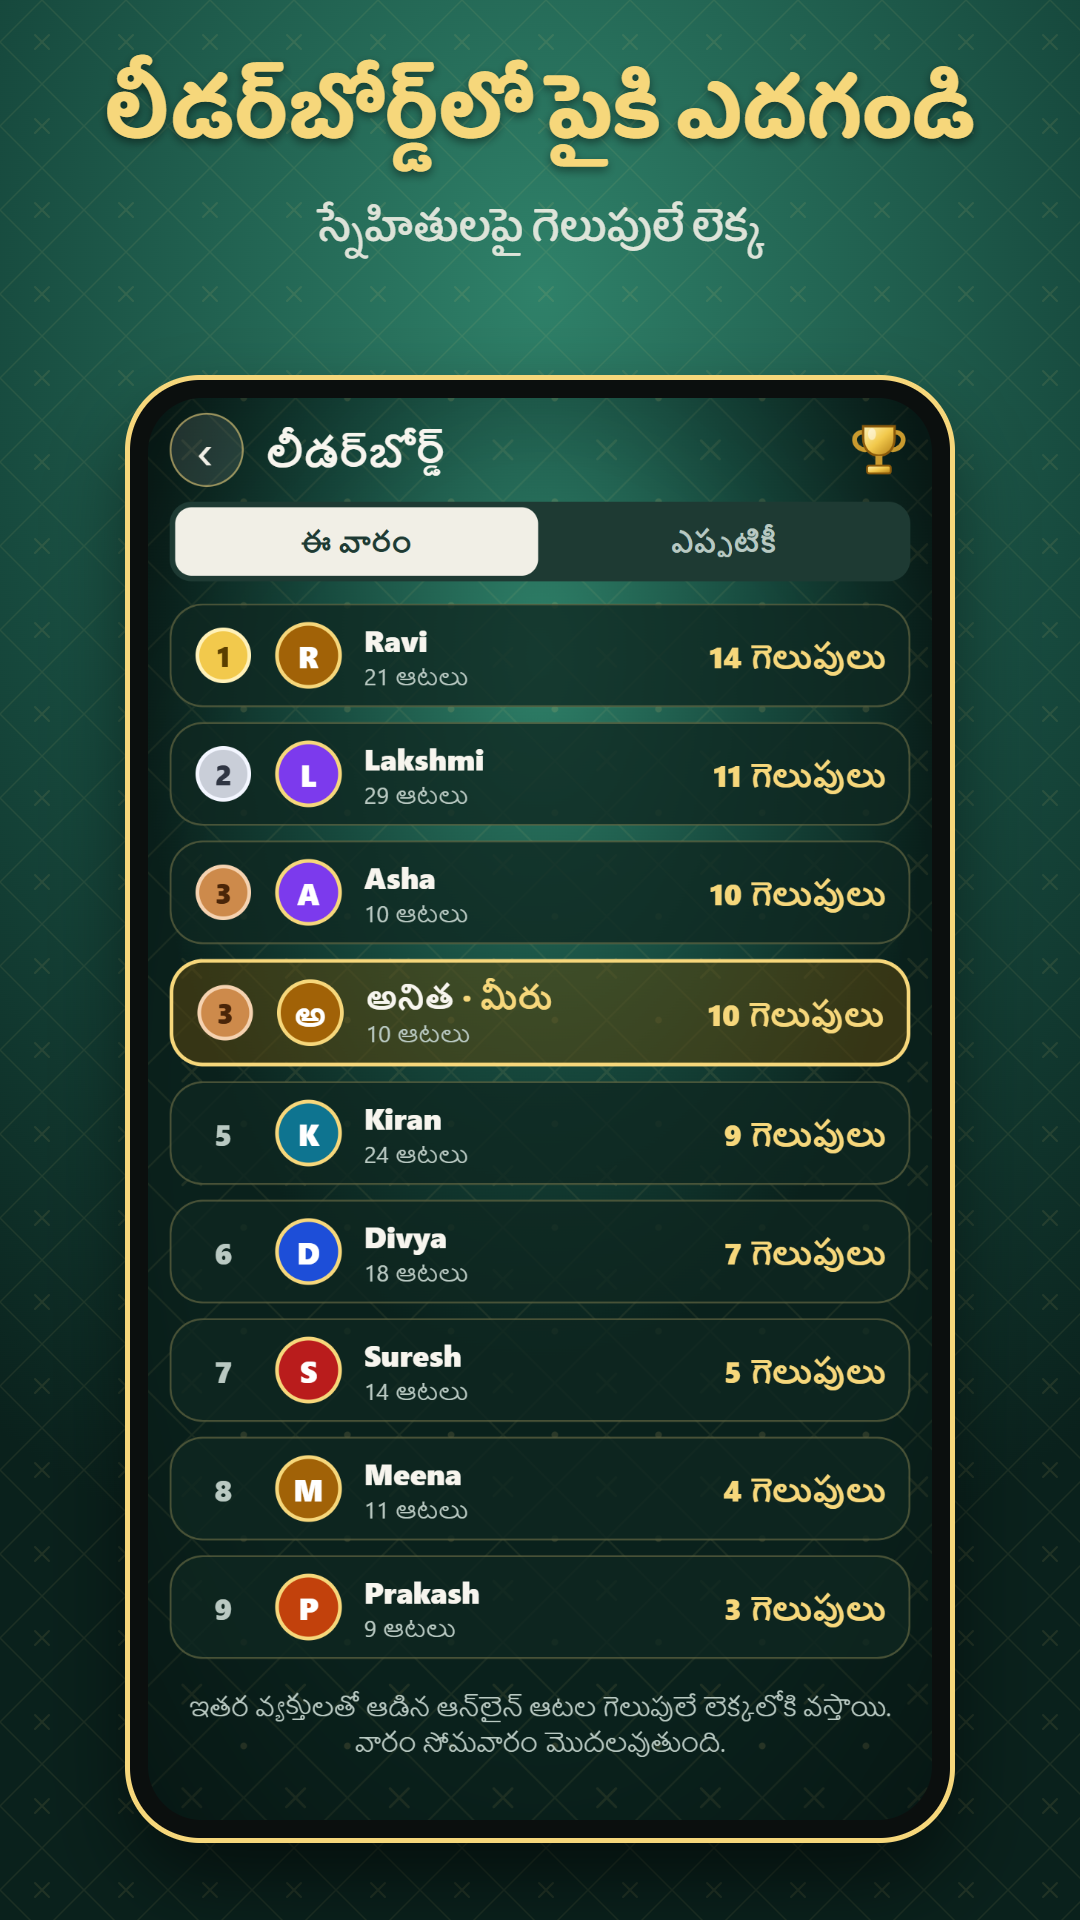 లీడర్‌బోర్డ్‌లో పైకి ఎదగండి
స్నేహితులపై గెలుపులే లెక్క
‹ లీడర్‌బోర్డ్
ఈ వారం ఎప్పటికీ
1 R Ravi 14 గెలుపులు
21 ఆటలు
2 L Lakshmi 11 గెలుపులు
29 ఆటలు
3 A Asha 10 గెలుపులు
10 ఆటలు
3 అ అనిత · మీరు 10 గెలుపులు
10 ఆటలు
5 K Kiran 9 గెలుపులు
24 ఆటలు
6 D Divya 7 గెలుపులు
18 ఆటలు
7 S Suresh 5 గెలుపులు
14 ఆటలు
8 M Meena 4 గెలుపులు
11 ఆటలు
9 P Prakash 3 గెలుపులు
9 ఆటలు
ఇతర వ్యక్తులతో ఆడిన ఆన్‌లైన్ ఆటల గెలుపులే లెక్కలోకి వస్తాయి.
వారం సోమవారం మొదలవుతుంది.